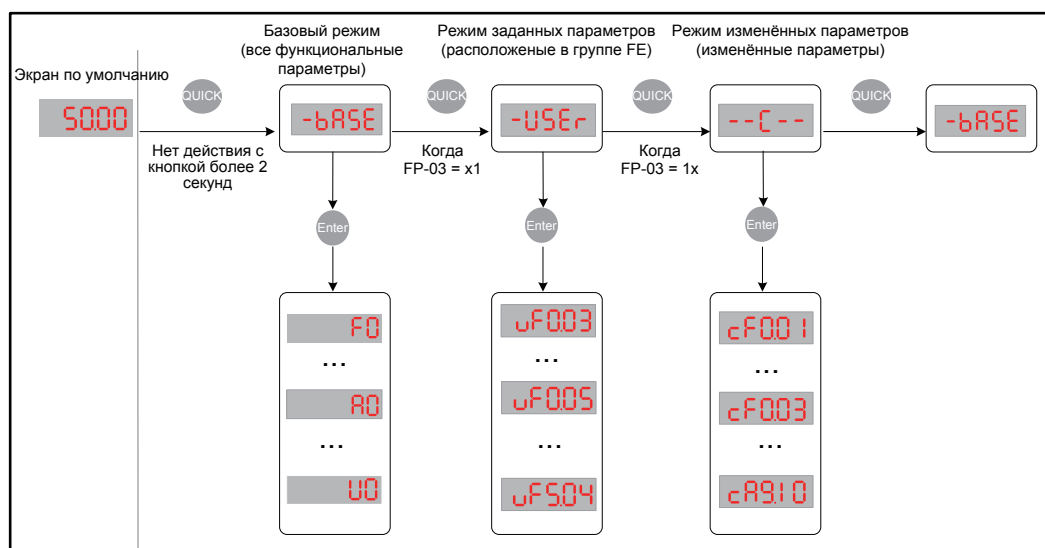 Базовый режим
(все функциональные
параметры)
Режим заданных параметров
(расположеные в группе FE)
Режим изменённых параметров
(изменённые параметры)
Экран по умолчанию
50.00
QUICK
-bASE
QUICK
-USEr
QUICK
--C--
QUICK
-bASE
Нет действия с
кнопкой более 2
секунд
Когда
FP-03 = x1
Когда
FP-03 = 1x
Enter
Enter
Enter
F0
...
A0
...
U0
uF0.03
...
uF0.05
...
uF5.04
cF0.01
...
cF0.03
...
cA9.10